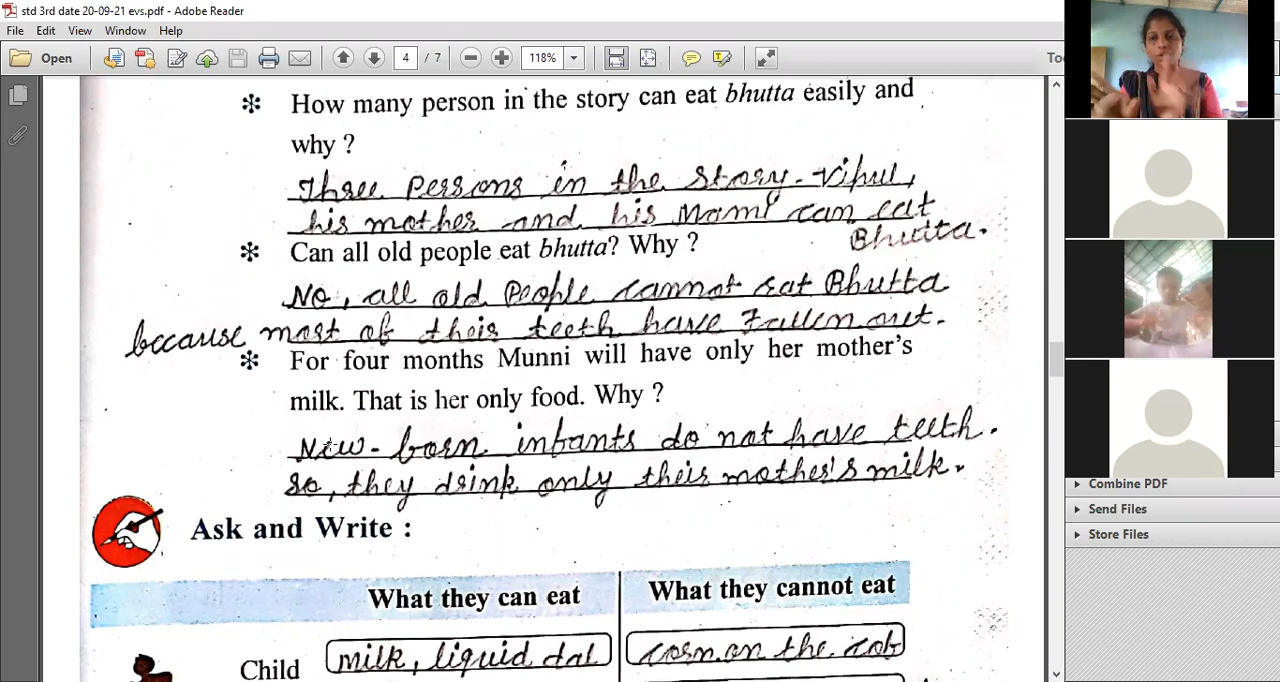 std 3rd date 20-09-21 evs.pdf - Adobe Reader
File Edit View Window Help
Open 4 / 7 118% To
* How many person in the story can eat bhutta easily and
why ?
Three persons in the story - Vipul,
his mother and his Mami can eat
Bhutta.
* Can all old people eat bhutta? Why ?
No, all old People cannot eat Bhutta
because most of their teeth have Fallen out.
* For four months Munni will have only her mother's
milk. That is her only food. Why ?
New-born infants do not have teeth.
So, they drink only their mother's milk.
Ask and Write :
What they can eat What they cannot eat
Child milk, liquid dal corn on the cob
Combine PDF
Send Files
Store Files